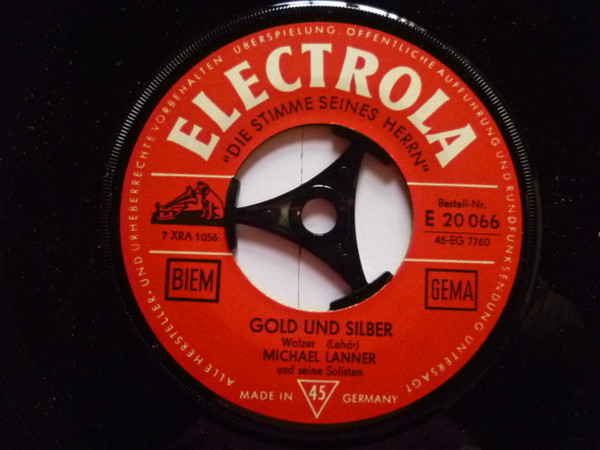 ALLE HERSTELLER-UND URHEBERRECHTE VORBEHALTEN ÜBERSPIELUNG, ÖFFENTLICHE AUFFÜHRUNG UND RUNDFUNKSENDUNG UNTERSAGT
ELECTROLA
"DIE STIMME SEINES HERRN"
7 XRA 1056
Bestell-Nr.
E 20 066
45-EG 7760
BIEM
GEMA
GOLD UND SILBER
Walzer (Lehár)
MICHAEL LANNER
und seine Solisten
MADE IN 45 GERMANY